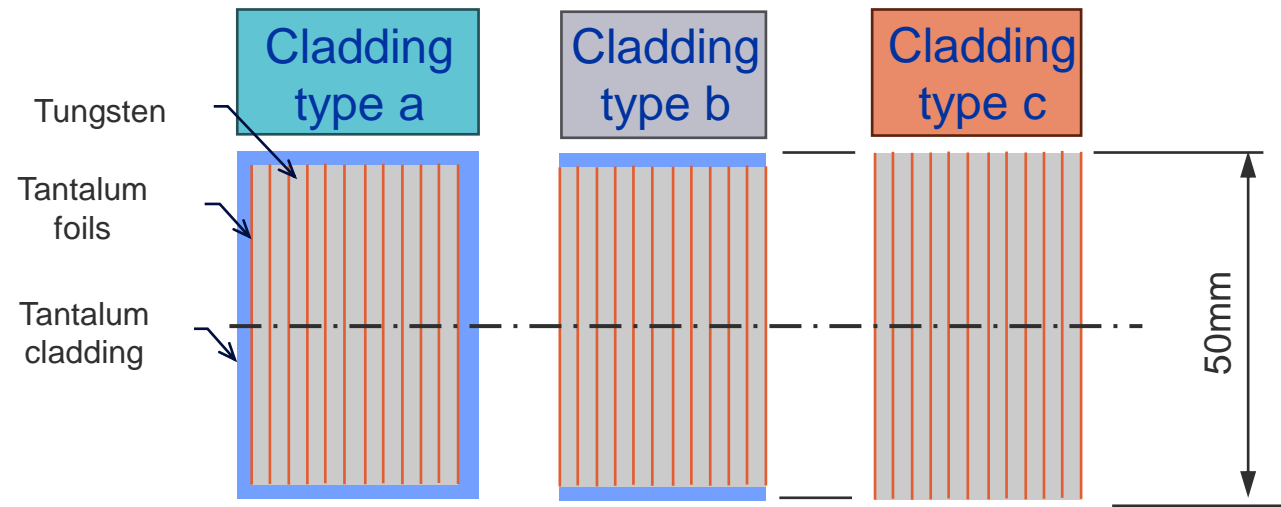 Cladding
type a
Cladding
type b
Cladding
type c
Tungsten
Tantalum
foils
Tantalum
cladding
50mm